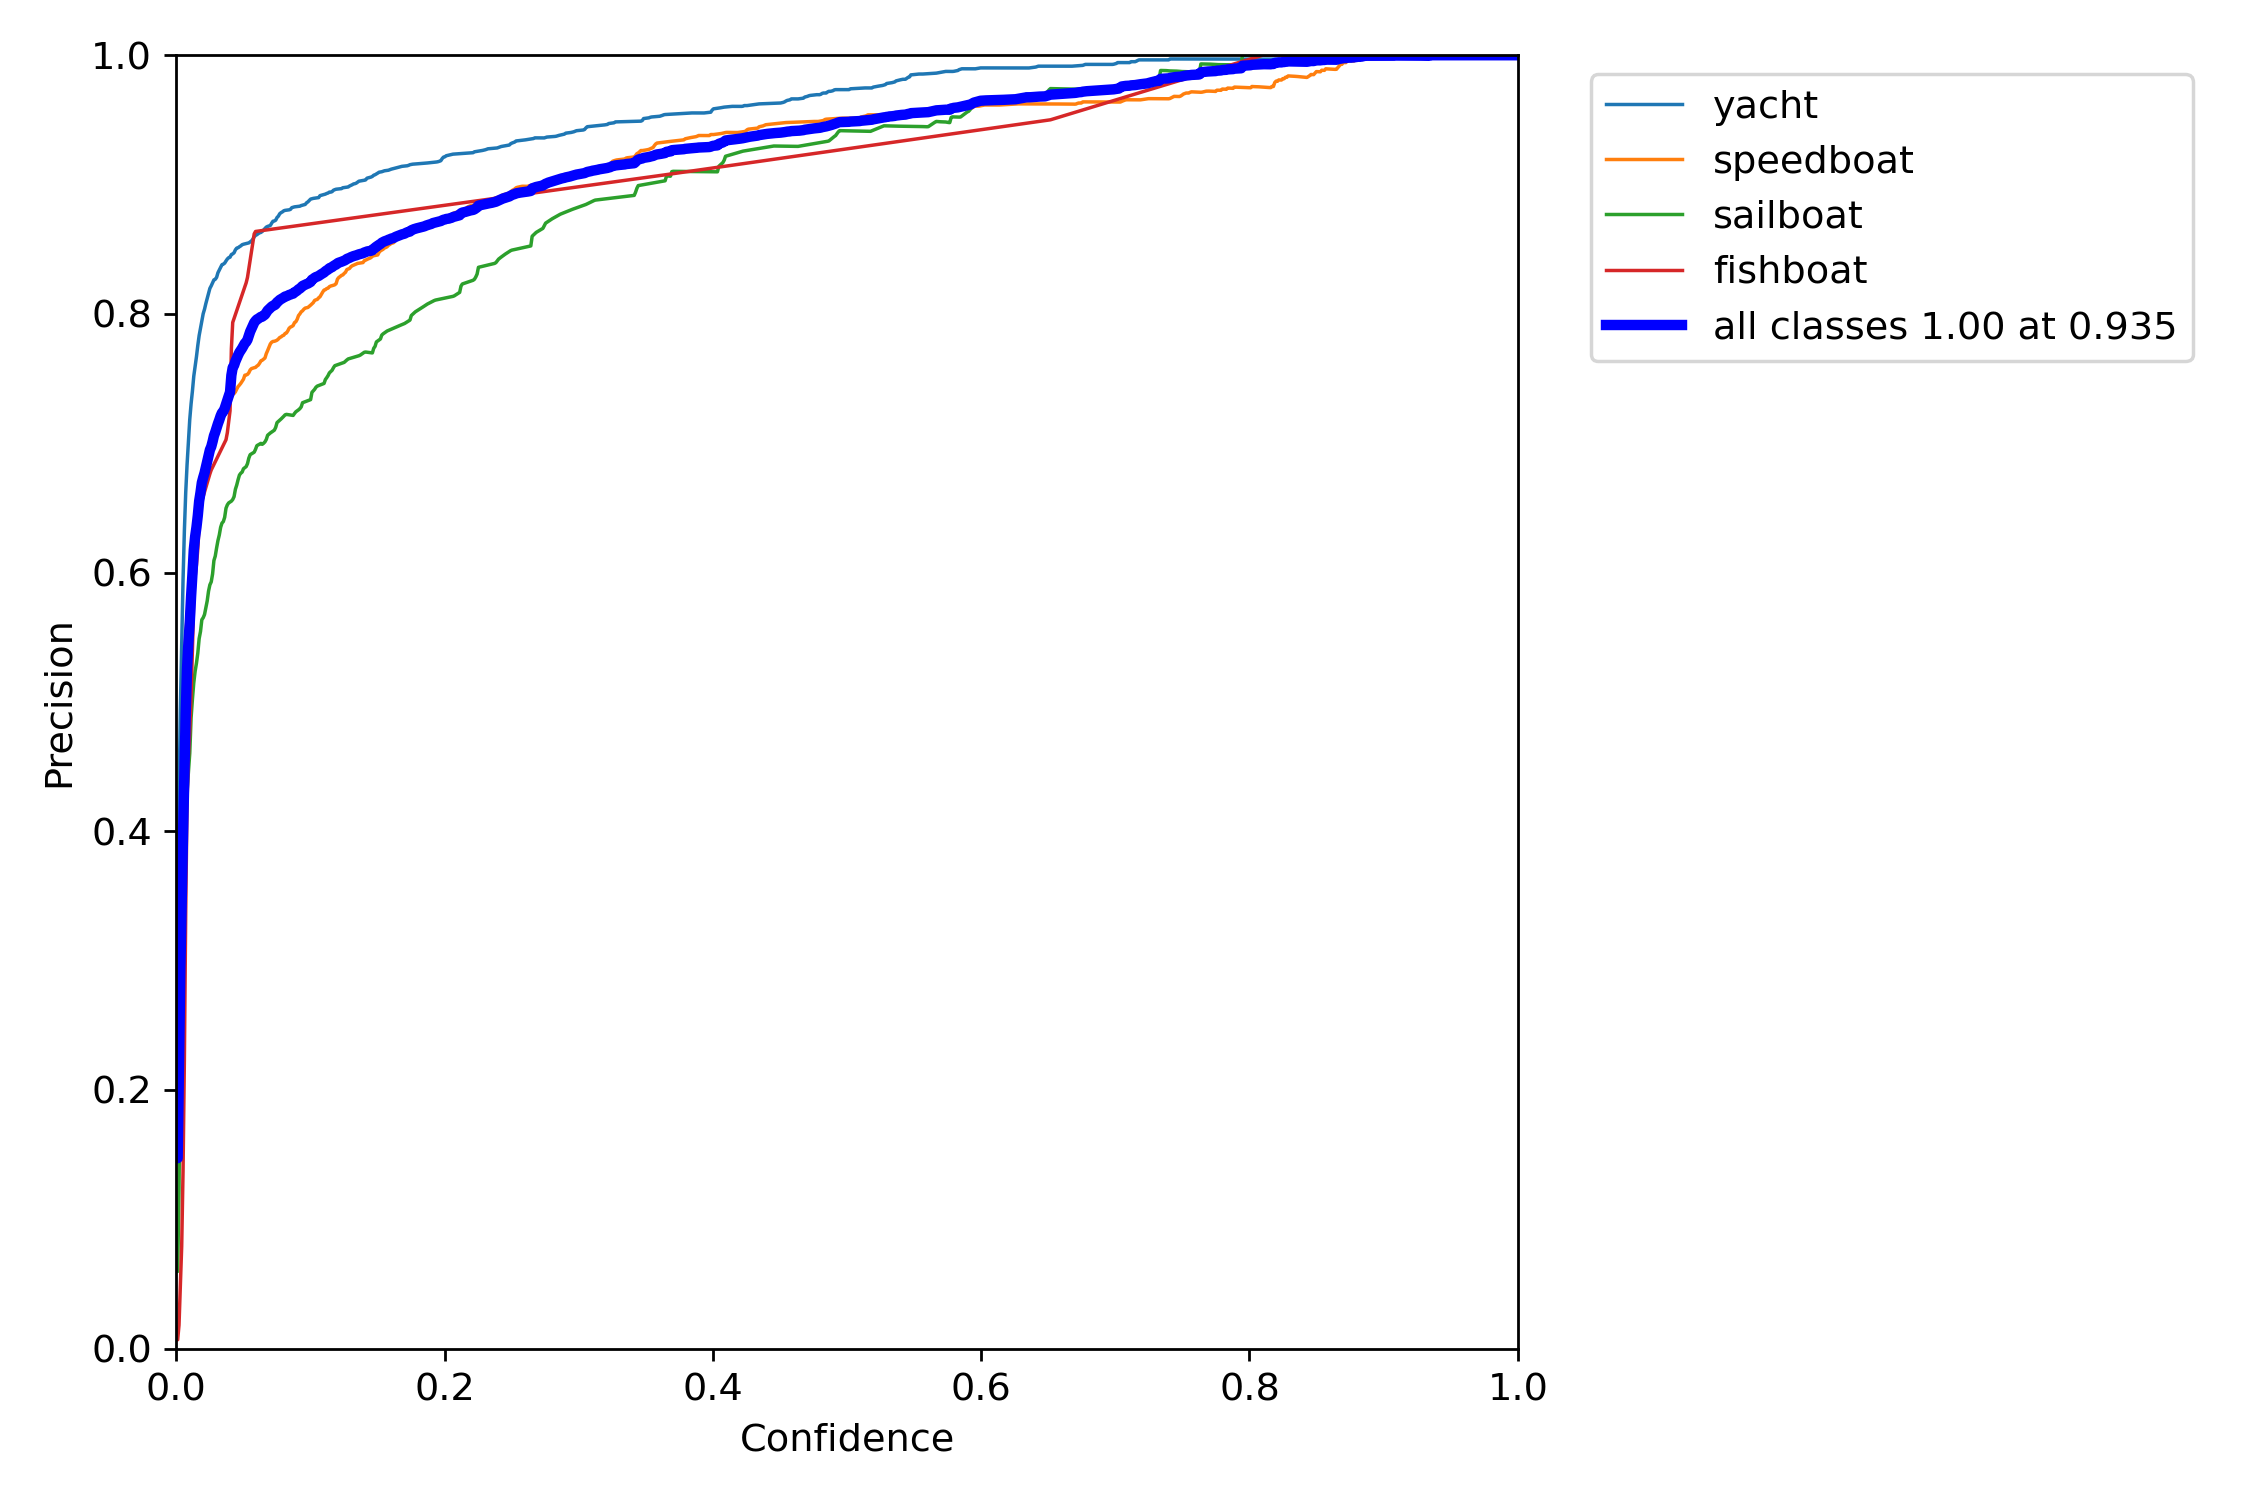 1.0
0.8
0.6
0.4
0.2
0.0
0.0 0.2 0.4 0.6 0.8 1.0
Confidence
Precision
yacht
speedboat
sailboat
fishboat
all classes 1.00 at 0.935